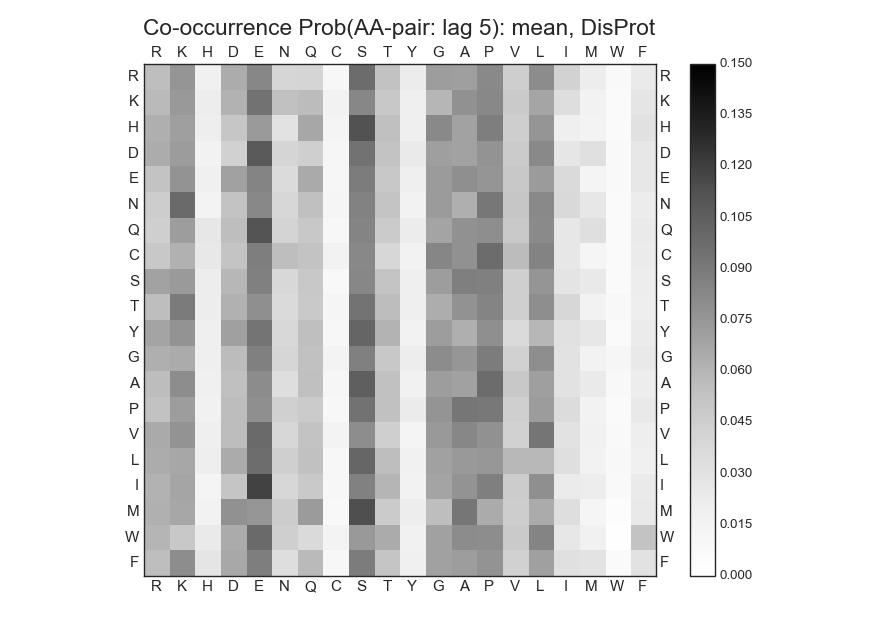 Co-occurrence Prob(AA-pair: lag 5): mean, DisProt
R K H D E N Q C S T Y G A P V L I M W F
R R
K K
H H
D D
E E
N N
Q Q
C C
S S
T T
Y Y
G G
A A
P P
V V
L L
I I
M M
W W
F F
R K H D E N Q C S T Y G A P V L I M W F
0.150
0.135
0.120
0.105
0.090
0.075
0.060
0.045
0.030
0.015
0.000